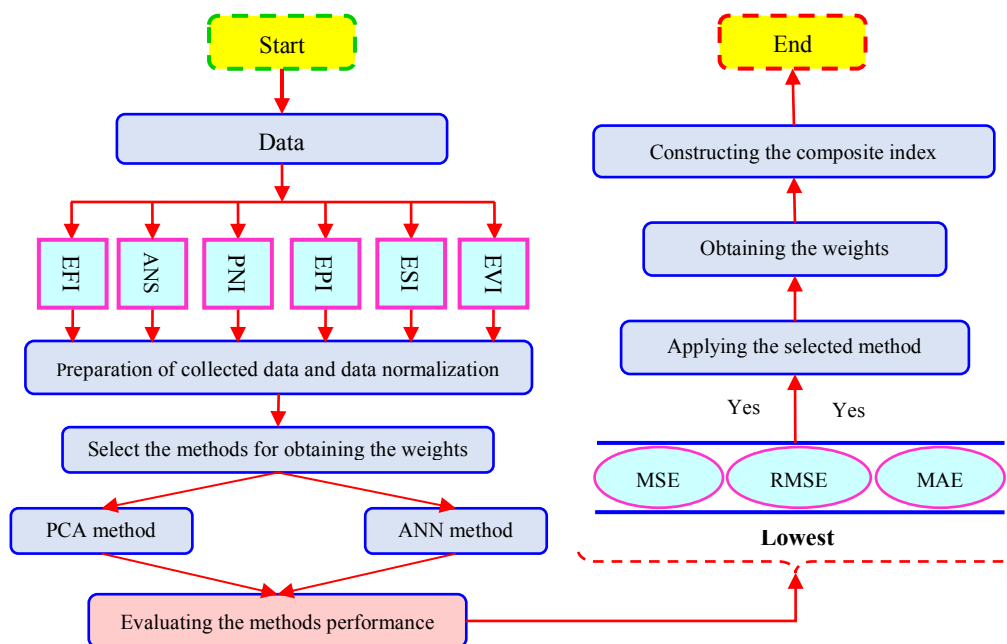 Start
Data
EFI
ANS
PNI
EPI
ESI
EVI
Preparation of collected data and data normalization
Select the methods for obtaining the weights
PCA method
ANN method
Evaluating the methods performance
End
Constructing the composite index
Obtaining the weights
Applying the selected method
Yes
Yes
MSE
RMSE
MAE
Lowest